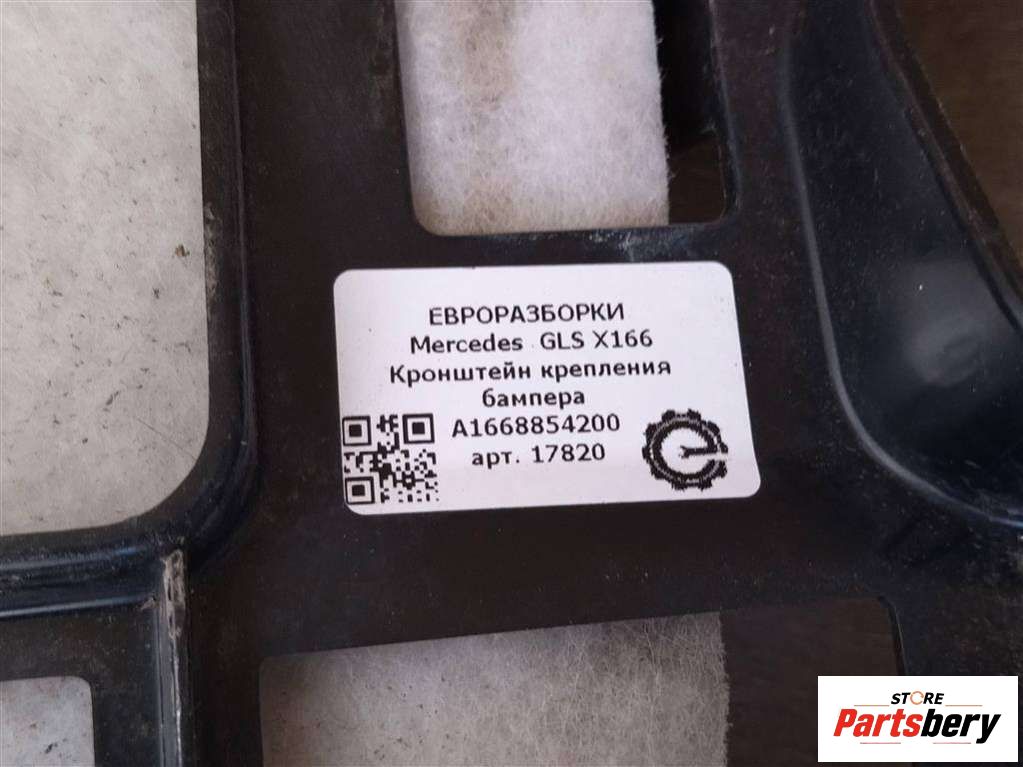 ЕВРОРАЗБОРКИ
Mercedes GLS X166
Кронштейн крепления
бампера
A1668854200
арт. 17820
STORE
Partsbery